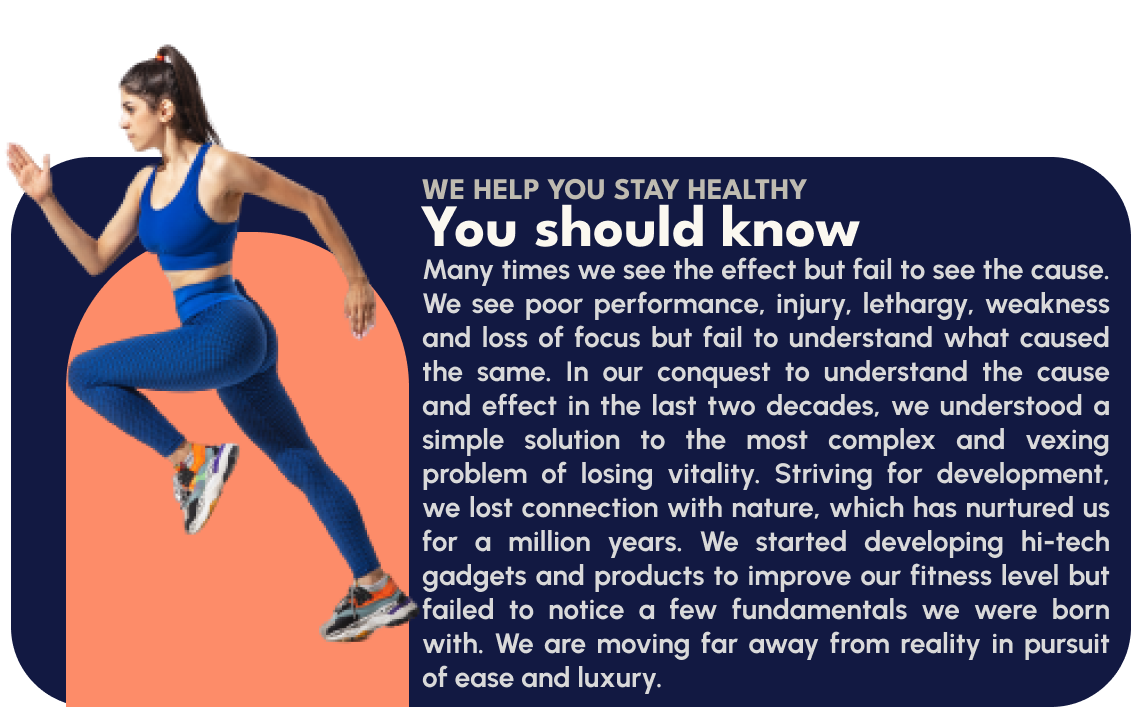 WE HELP YOU STAY HEALTHY
You should know
Many times we see the effect but fail to see the cause.
We see poor performance, injury, lethargy, weakness
and loss of focus but fail to understand what caused
the same. In our conquest to understand the cause
and effect in the last two decades, we understood a
simple solution to the most complex and vexing
problem of losing vitality. Striving for development,
we lost connection with nature, which has nurtured us
for a million years. We started developing hi-tech
gadgets and products to improve our fitness level but
failed to notice a few fundamentals we were born
with. We are moving far away from reality in pursuit
of ease and luxury.